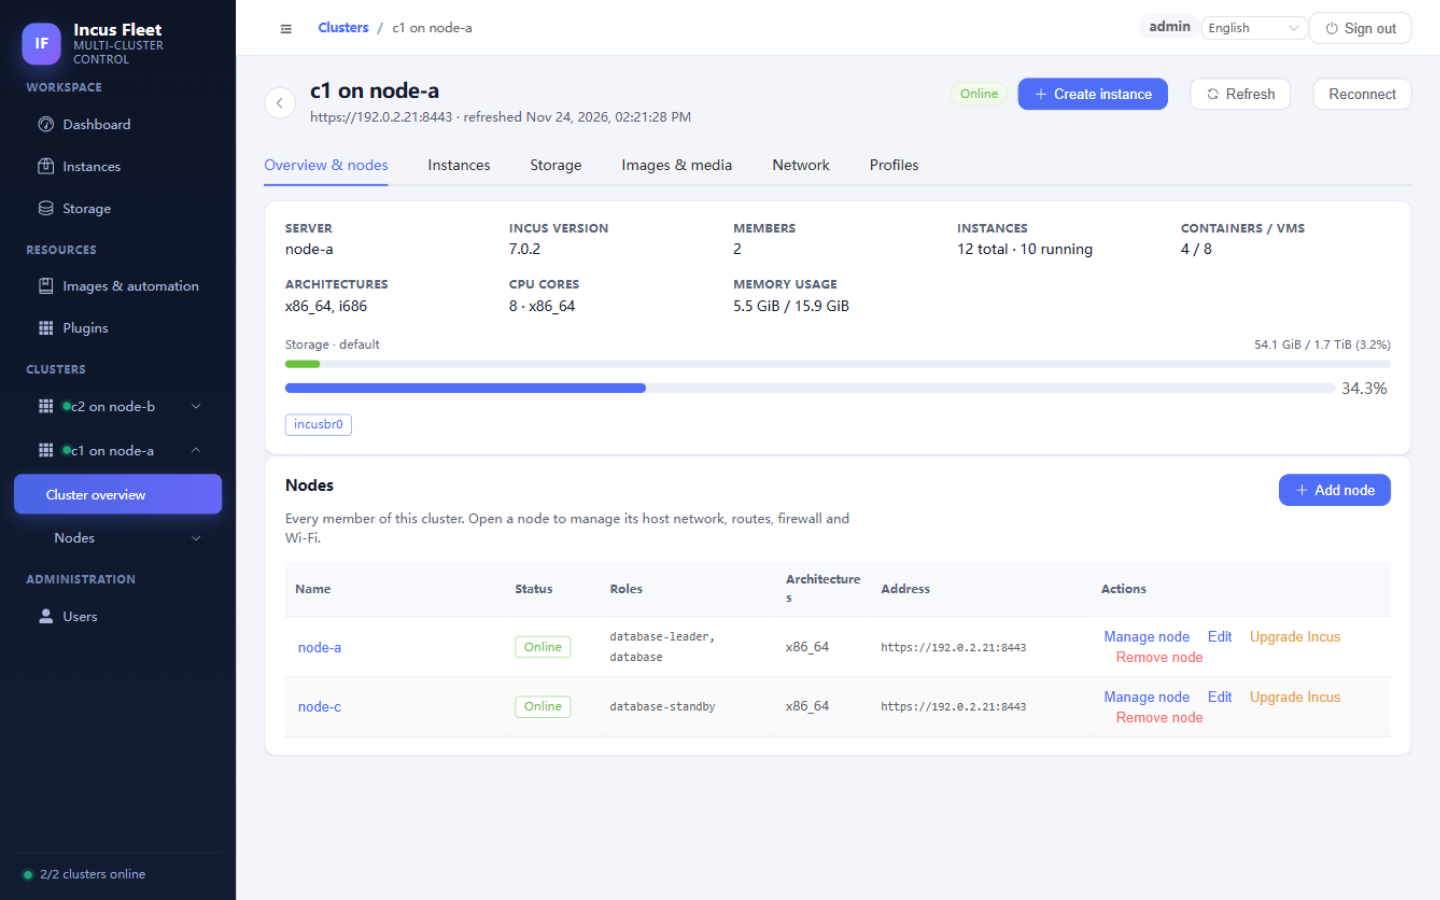 IF
Incus Fleet
MULTI-CLUSTER
CONTROL
WORKSPACE
Dashboard
Instances
Storage
RESOURCES
Images & automation
Plugins
CLUSTERS
c2 on node-b
c1 on node-a
Cluster overview
Nodes
ADMINISTRATION
Users
2/2 clusters online
Clusters / c1 on node-a
admin
English
Sign out
c1 on node-a
https://192.0.2.21:8443 · refreshed Nov 24, 2026, 02:21:28 PM
Online
+ Create instance
Refresh
Reconnect
Overview & nodes Instances Storage Images & media Network Profiles
SERVER INCUS VERSION MEMBERS INSTANCES CONTAINERS / VMS
node-a 7.0.2 2 12 total · 10 running 4 / 8
ARCHITECTURES CPU CORES MEMORY USAGE
x86_64, i686 8 · x86_64 5.5 GiB / 15.9 GiB
Storage · default 54.1 GiB / 1.7 TiB (3.2%)
34.3%
incusbr0
Nodes
+ Add node
Every member of this cluster. Open a node to manage its host network, routes, firewall and
Wi-Fi.
Name Status Roles Architecture
s Address Actions
node-a Online database-leader,
database x86_64 https://192.0.2.21:8443 Manage node Edit Upgrade Incus
Remove node
node-c Online database-standby x86_64 https://192.0.2.21:8443 Manage node Edit Upgrade Incus
Remove node